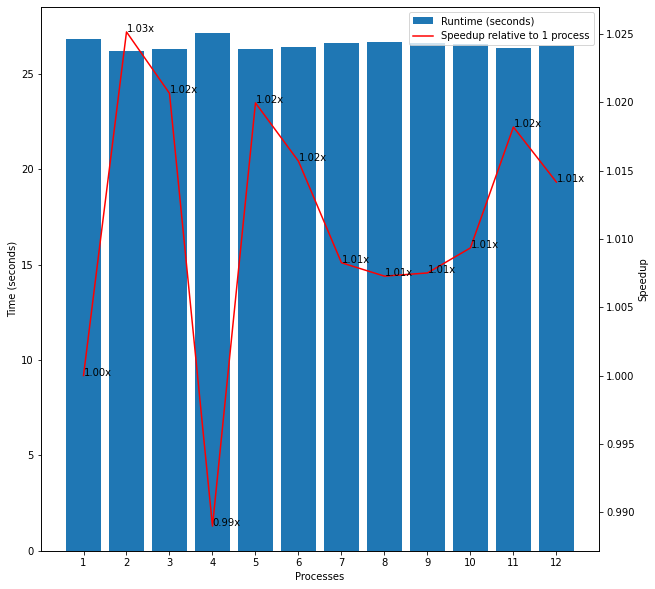 Runtime (seconds)
Speedup relative to 1 process
1.00x
1.03x
1.02x
0.99x
1.02x
1.02x
1.01x
1.01x
1.01x
1.01x
1.02x
1.01x
25
20
15
10
5
0
Time (seconds)
1.025
1.020
1.015
1.010
1.005
1.000
0.995
0.990
Speedup
1 2 3 4 5 6 7 8 9 10 11 12
Processes